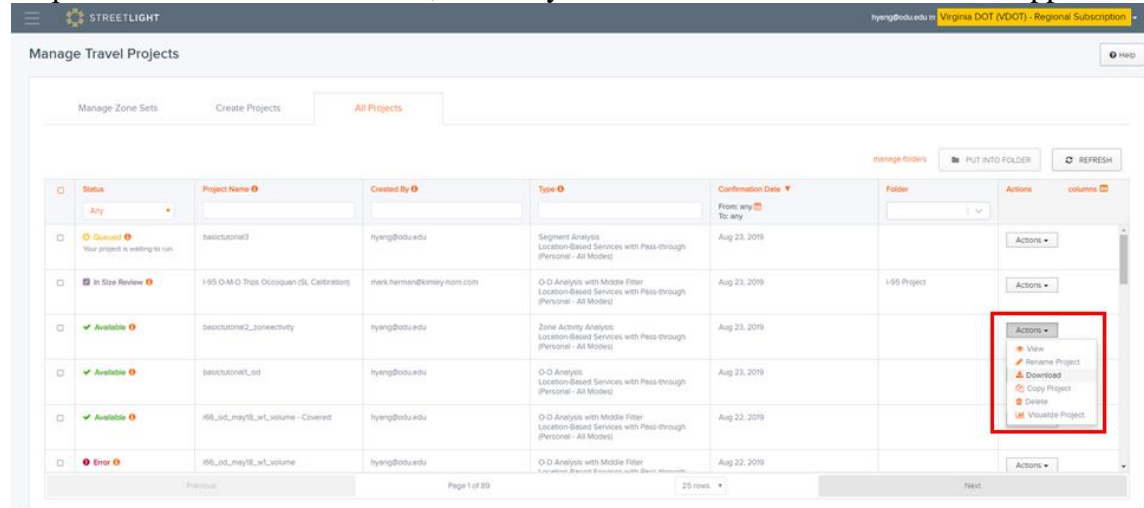 STREETLIGHT
hyang@odu.edu in Virginia DOT (VDOT) - Regional Subscription
Manage Travel Projects
Help
Manage Zone Sets
Create Projects
All Projects
manage folders
PUT INTO FOLDER
REFRESH
Status Project Name Created By Type Confirmation Date Folder Actions columns
Any
From: any
To: any
Queued basictutorial3 hyang@odu.edu Segment Analysis Aug 23, 2019 Actions
Your project is waiting to run. Location-Based Services with Pass-through
(Personal - All Modes)
In Size Review I-95 O-M-D Trips Occoquan (SL Calibration) mark.herman@kimley-horn.com O-D Analysis with Middle Filter Aug 23, 2019 I-95 Project Actions
Location-Based Services with Pass-through
(Personal - All Modes)
Available basictutorial2_zoneactivity hyang@odu.edu Zone Activity Analysis Aug 23, 2019 Actions
Location-Based Services with Pass-through
(Personal - All Modes)
View
Rename Project
Download
Copy Project
Delete
Visualize Project
Available basictutorial1_od hyang@odu.edu O-D Analysis Aug 23, 2019
Location-Based Services with Pass-through
(Personal - All Modes)
Available i66_od_may18_wt_volume - Covered hyang@odu.edu O-D Analysis with Middle Filter Aug 22, 2019
Location-Based Services with Pass-through
(Personal - All Modes)
Error i66_od_may18_wt_volume hyang@odu.edu O-D Analysis with Middle Filter Aug 22, 2019 Actions
Location-Based Services with Pass-through
Previous
Page 1 of 89
25 rows
Next